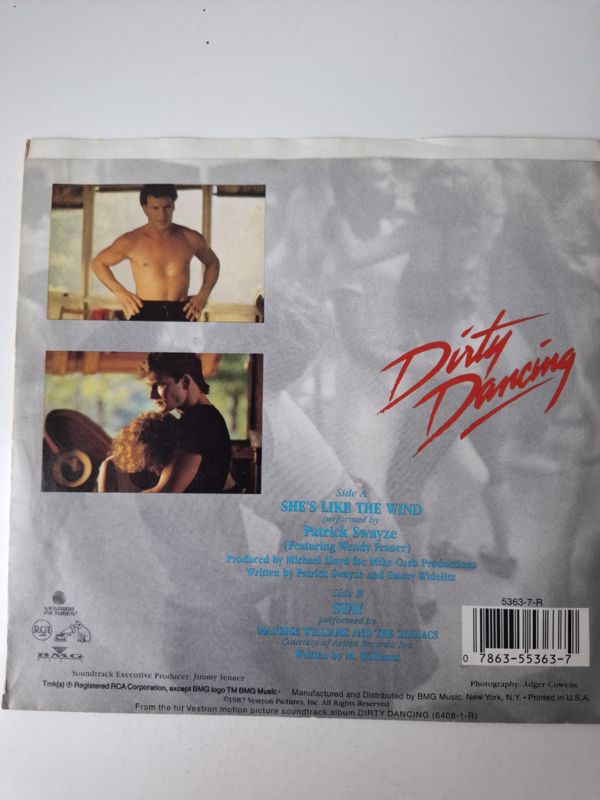 Dirty
Dancing
Side A
SHE'S LIKE THE WIND
performed by
Patrick Swayze
(Featuring Wendy Fraser)
Produced by Michael Lloyd for Mike Curb Productions
Written by Patrick Swayze and Stacey Widelitz
Side B
STAY
performed by
MAURICE WILLIAMS AND THE ZODIACS
Courtesy of Arista Records, Inc.
Written by M. Williams
VESTRON
PICTURES
RCA
BMG
5363-7-R
0 7863-55363-7
Soundtrack Executive Producer: Jimmy Ienner
Photography: Adger Cowens
Tmk(s) ® Registered RCA Corporation, except BMG logo TM BMG Music • Manufactured and Distributed by BMG Music, New York, N.Y. • Printed in U.S.A.
©1987 Vestron Pictures, Inc. All Rights Reserved
From the hit Vestron motion picture soundtrack album DIRTY DANCING (6408-1-R)